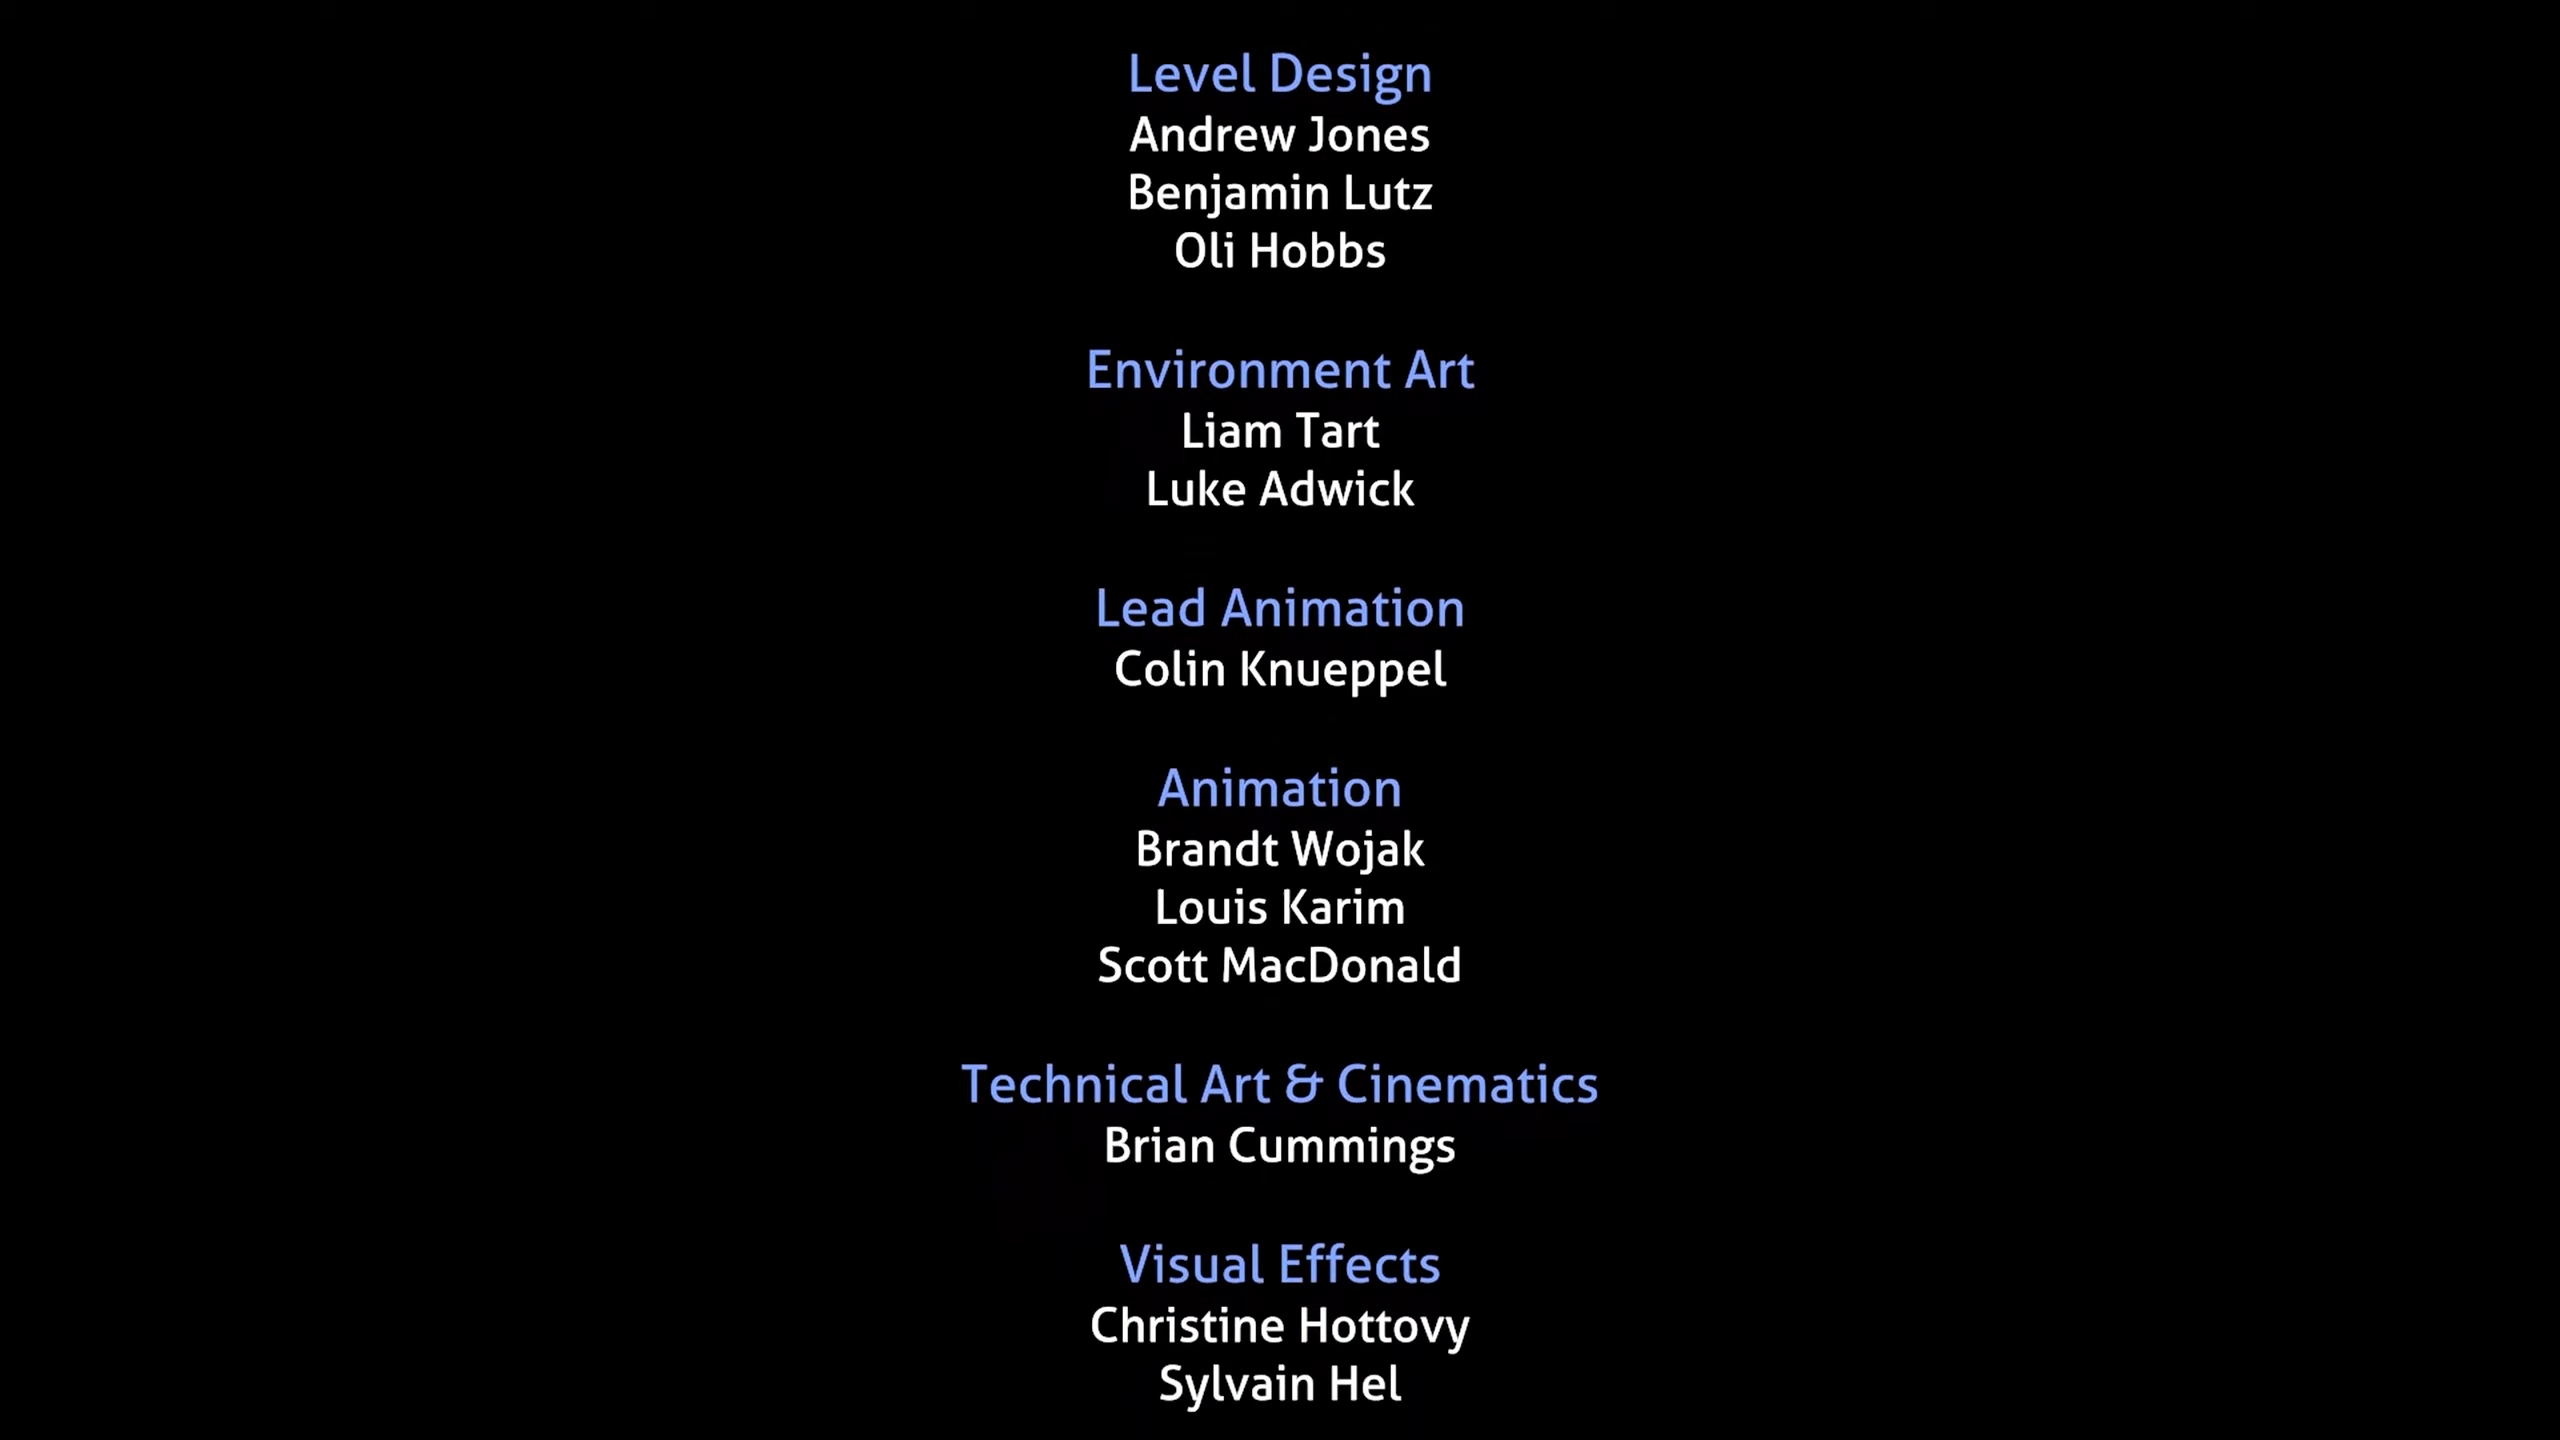 Level Design
Andrew Jones
Benjamin Lutz
Oli Hobbs
Environment Art
Liam Tart
Luke Adwick
Lead Animation
Colin Knueppel
Animation
Brandt Wojak
Louis Karim
Scott MacDonald
Technical Art & Cinematics
Brian Cummings
Visual Effects
Christine Hottovy
Sylvain Hel